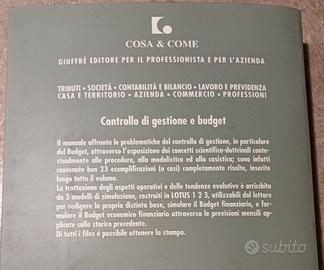 COSA & COME
GIUFFRÈ EDITORE PER IL PROFESSIONISTA E PER L'AZIENDA
TRIBUTI • SOCIETÀ • CONTABILITÀ E BILANCIO • LAVORO E PREVIDENZA
CASA E TERRITORIO • AZIENDA • COMMERCIO • PROFESSIONI
Controllo di gestione e budget
Il manuale affronta le problematiche del controllo di gestione, in particolare
del Budget, attraverso l'esposizione dei concetti scientifico-dottrinali conte-
stualmente alle procedure, alla modulistica ed alla casistica; sono infatti
contenute ben 23 esemplificazioni (o casi) completamente risolte, inserite
lungo tutto il volume.
La trattazione degli aspetti operativi e delle tendenze evolutive è arricchita
da 3 modelli di simulazione, costruiti in LOTUS 1 2 3, utilizzabili dal lettore
per redigere la propria distinta base, simulare il Budget finanziario, e for-
mulare il Budget economico finanziario attraverso le previsioni mensili appli-
cate sullo storico precedente.
Di tutti i files è possibile ottenere la stampa.
subito